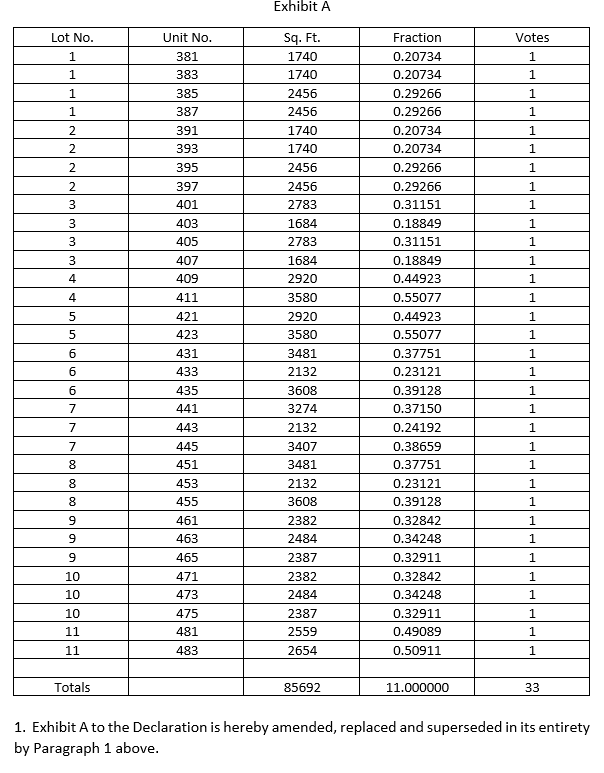 Exhibit A
Lot No. Unit No. Sq. Ft. Fraction Votes
1 381 1740 0.20734 1
1 383 1740 0.20734 1
1 385 2456 0.29266 1
1 387 2456 0.29266 1
2 391 1740 0.20734 1
2 393 1740 0.20734 1
2 395 2456 0.29266 1
2 397 2456 0.29266 1
3 401 2783 0.31151 1
3 403 1684 0.18849 1
3 405 2783 0.31151 1
3 407 1684 0.18849 1
4 409 2920 0.44923 1
4 411 3580 0.55077 1
5 421 2920 0.44923 1
5 423 3580 0.55077 1
6 431 3481 0.37751 1
6 433 2132 0.23121 1
6 435 3608 0.39128 1
7 441 3274 0.37150 1
7 443 2132 0.24192 1
7 445 3407 0.38659 1
8 451 3481 0.37751 1
8 453 2132 0.23121 1
8 455 3608 0.39128 1
9 461 2382 0.32842 1
9 463 2484 0.34248 1
9 465 2387 0.32911 1
10 471 2382 0.32842 1
10 473 2484 0.34248 1
10 475 2387 0.32911 1
11 481 2559 0.49089 1
11 483 2654 0.50911 1
Totals 85692 11.000000 33
1. Exhibit A to the Declaration is hereby amended, replaced and superseded in its entirety
by Paragraph 1 above.